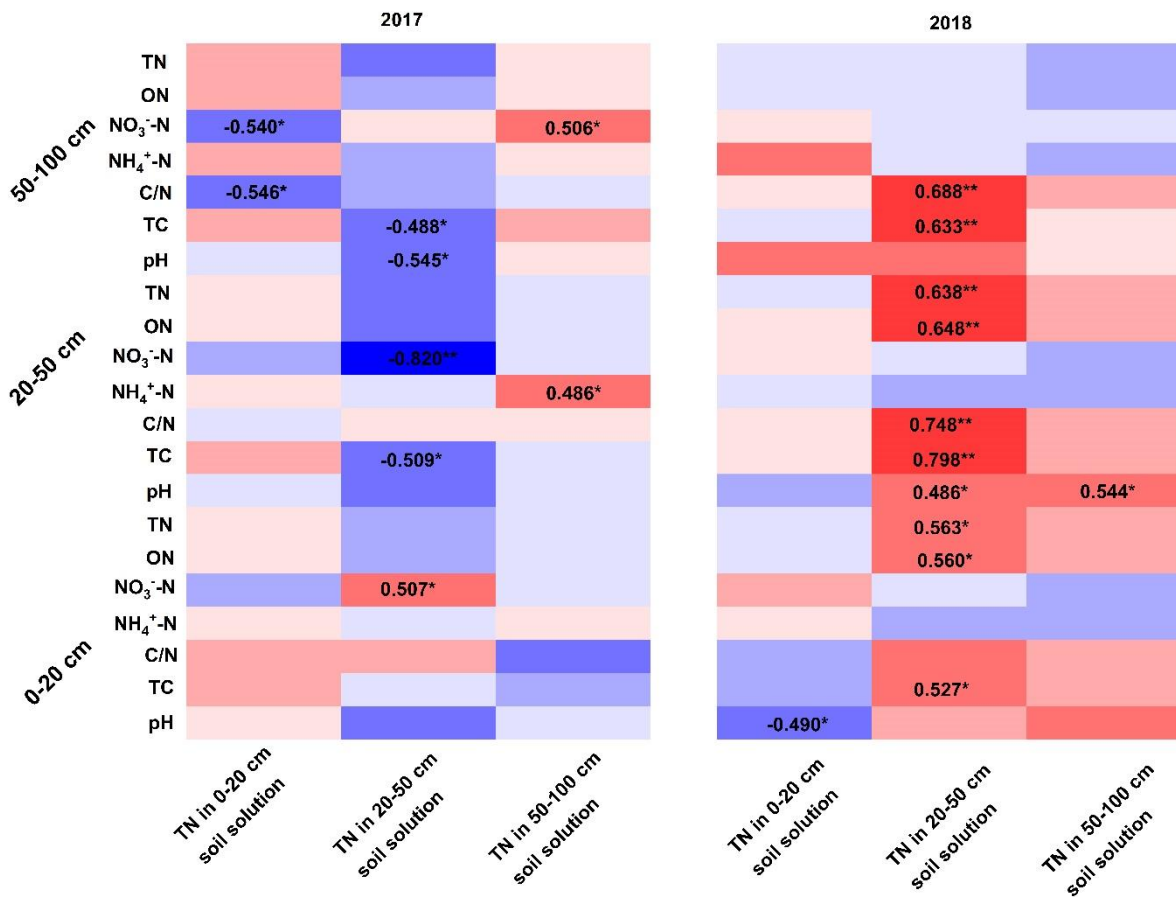 2017
2018
TN
ON
NO₃⁻-N -0.540* 0.506*
NH₄⁺-N
C/N -0.546* 0.688**
TC -0.488* 0.633**
pH -0.545*
50-100 cm
TN 0.638**
ON 0.648**
NO₃⁻-N -0.820**
NH₄⁺-N 0.486*
C/N 0.748**
TC -0.509* 0.798**
pH 0.486* 0.544*
20-50 cm
TN 0.563*
ON 0.560*
NO₃⁻-N 0.507*
NH₄⁺-N
C/N
TC 0.527*
pH -0.490*
0-20 cm
TN in 0-20 cm
soil solution
TN in 20-50 cm
soil solution
TN in 50-100 cm
soil solution
TN in 0-20 cm
soil solution
TN in 20-50 cm
soil solution
TN in 50-100 cm
soil solution